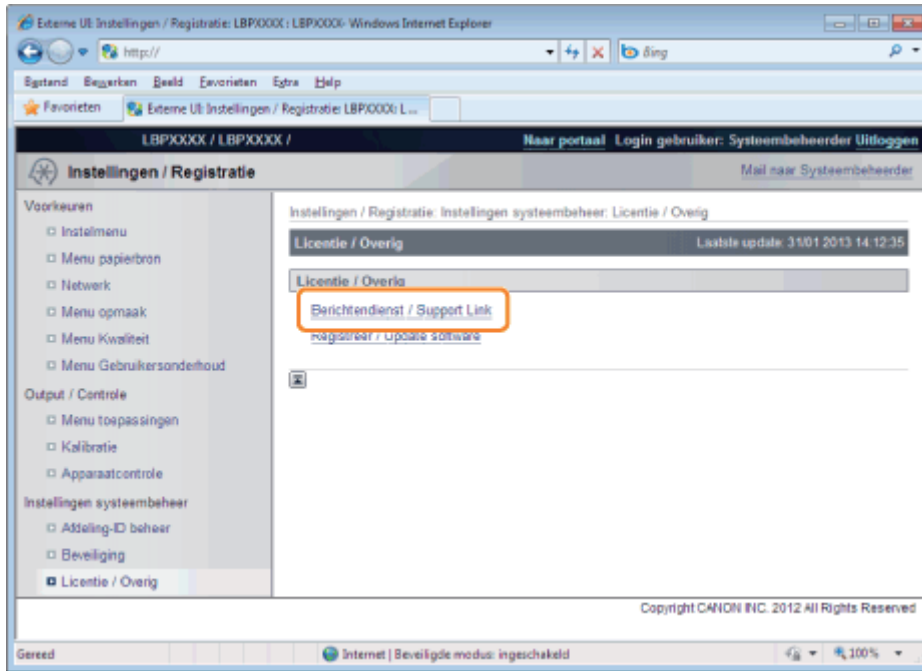 Externe UI: Instellingen / Registratie: LBPXXXX : LBPXXXX- Windows Internet Explorer
http://
Bing
Bestand Bewerken Beeld Favorieten Extra Help
Favorieten Externe UI: Instellingen / Registratie: LBPXXXX: L...
LBPXXXX / LBPXXXX / Naar portaal Login gebruiker: Systeembeheerder Uitloggen
Instellingen / Registratie Mail naar Systeembeheerder
Voorkeuren
Instelmenu
Menu papierbron
Netwerk
Menu opmaak
Menu Kwaliteit
Menu Gebruikersonderhoud
Output / Controle
Menu toepassingen
Kalibratie
Apparaatcontrole
Instellingen systeembeheer
Afdeling-ID beheer
Beveiliging
Licentie / Overig
Instellingen / Registratie: Instellingen systeembeheer: Licentie / Overig
Licentie / Overig Laatste update: 31/01 2013 14:12:35
Licentie / Overig
Berichtendienst / Support Link
Registreer / Update software
Copyright CANON INC. 2012 All Rights Reserved
Gereed Internet | Beveiligde modus: ingeschakeld 100%